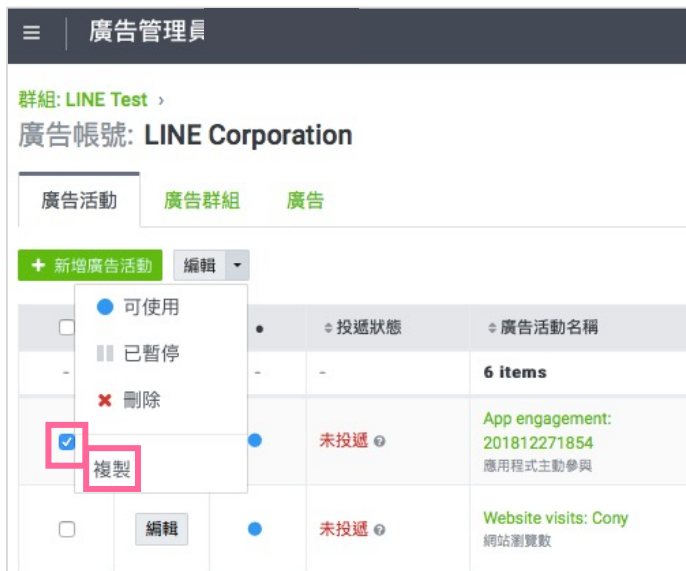 廣告管理員
群組: LINE Test ›
廣告帳號: LINE Corporation
廣告活動 廣告群組 廣告
+ 新增廣告活動 編輯
可使用
已暫停
刪除
複製
投遞狀態 廣告活動名稱
- - - 6 items
未投遞 App engagement:
201812271854
應用程式主動參與
編輯 未投遞 Website visits: Cony
網站瀏覽數